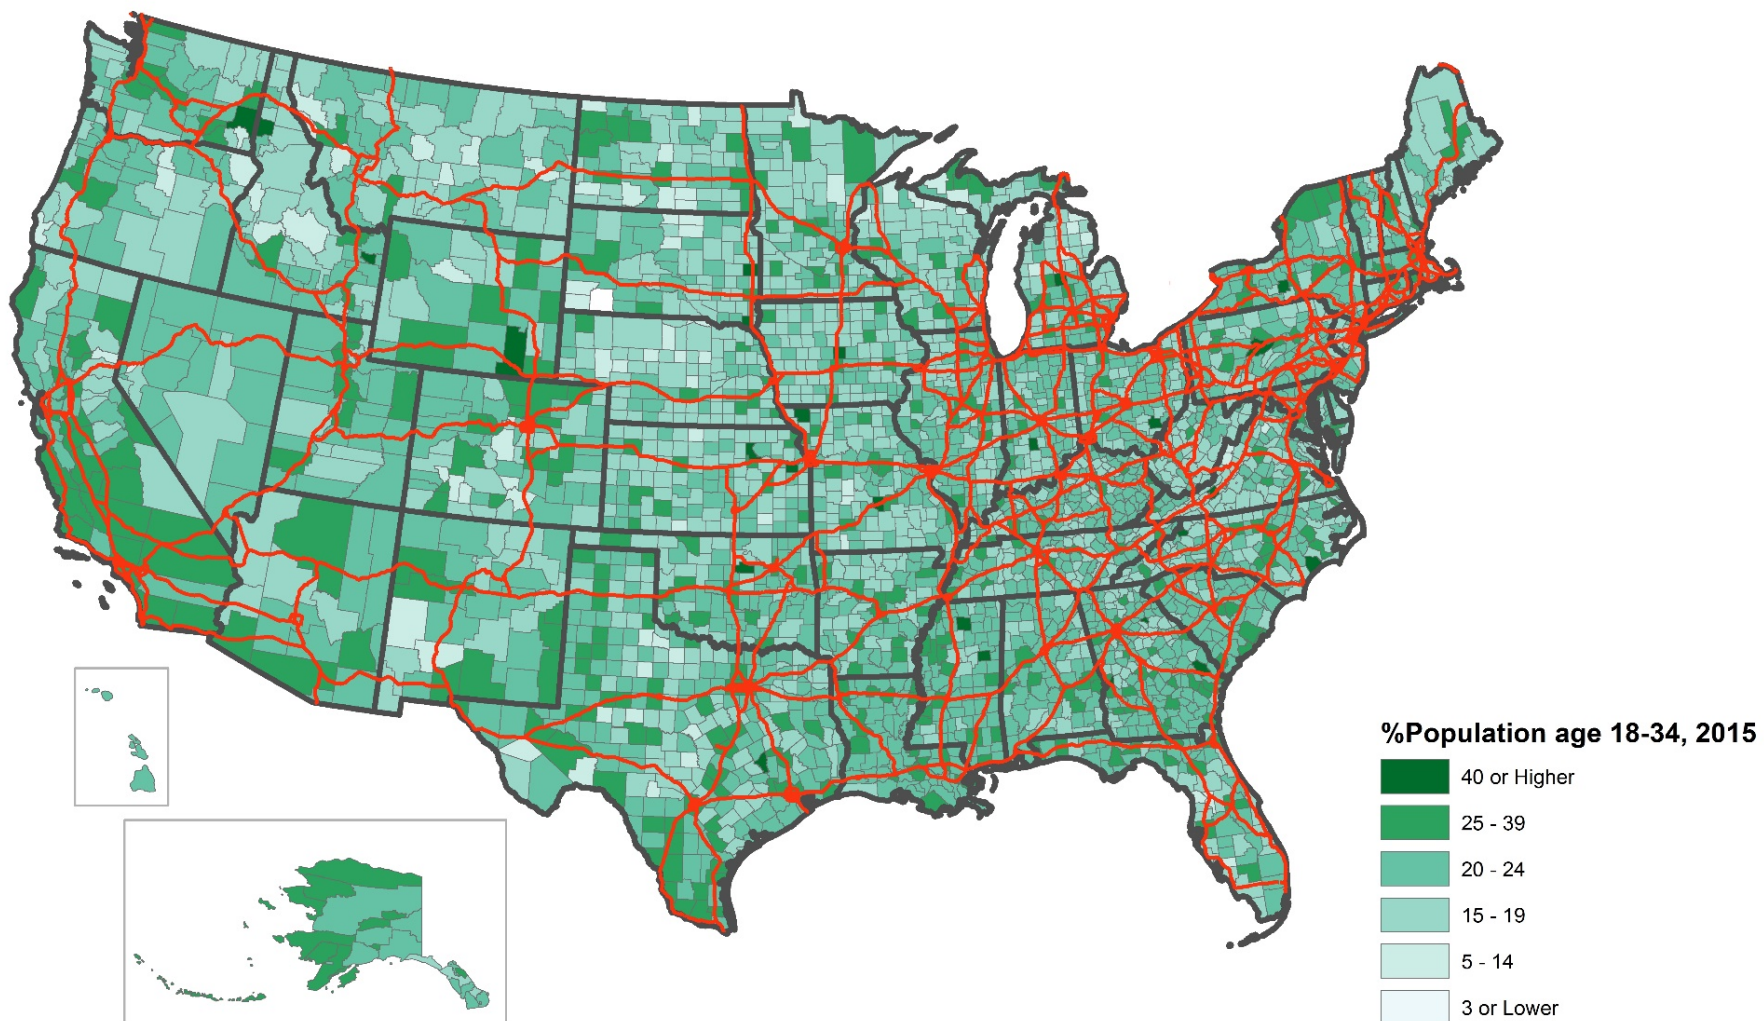 %Population age 18-34, 2015
40 or Higher
25 - 39
20 - 24
15 - 19
5 - 14
3 or Lower